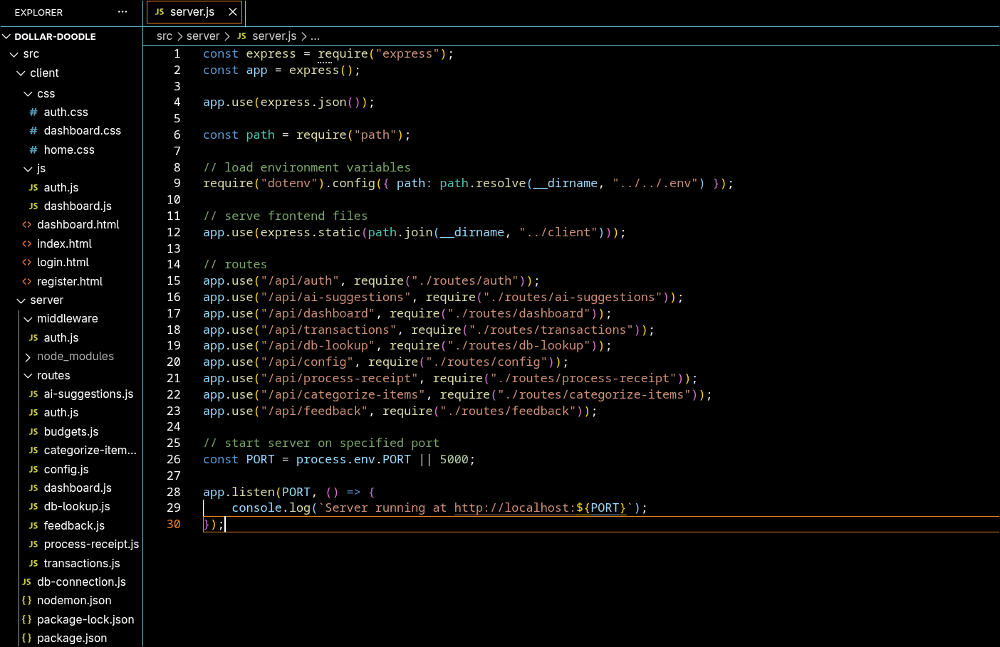 EXPLORER ...
DOLLAR-DOODLE
src
client
css
# auth.css
# dashboard.css
# home.css
js
JS auth.js
JS dashboard.js
<> dashboard.html
<> index.html
<> login.html
<> register.html
server
middleware
JS auth.js
node_modules
routes
JS ai-suggestions.js
JS auth.js
JS budgets.js
JS categorize-item...
JS config.js
JS dashboard.js
JS db-lookup.js
JS feedback.js
JS process-receipt.js
JS transactions.js
JS db-connection.js
{} nodemon.json
{} package-lock.json
{} package.json
JS server.js
src > server > JS server.js > ...
1 const express = require("express");
2 const app = express();
3
4 app.use(express.json());
5
6 const path = require("path");
7
8 // load environment variables
9 require("dotenv").config({ path: path.resolve(__dirname, "../../.env") });
10
11 // serve frontend files
12 app.use(express.static(path.join(__dirname, "../client")));
13
14 // routes
15 app.use("/api/auth", require("./routes/auth"));
16 app.use("/api/ai-suggestions", require("./routes/ai-suggestions"));
17 app.use("/api/dashboard", require("./routes/dashboard"));
18 app.use("/api/transactions", require("./routes/transactions"));
19 app.use("/api/db-lookup", require("./routes/db-lookup"));
20 app.use("/api/config", require("./routes/config"));
21 app.use("/api/process-receipt", require("./routes/process-receipt"));
22 app.use("/api/categorize-items", require("./routes/categorize-items"));
23 app.use("/api/feedback", require("./routes/feedback"));
24
25 // start server on specified port
26 const PORT = process.env.PORT || 5000;
27
28 app.listen(PORT, () => {
29     console.log(`Server running at http://localhost:${PORT}`);
30 });